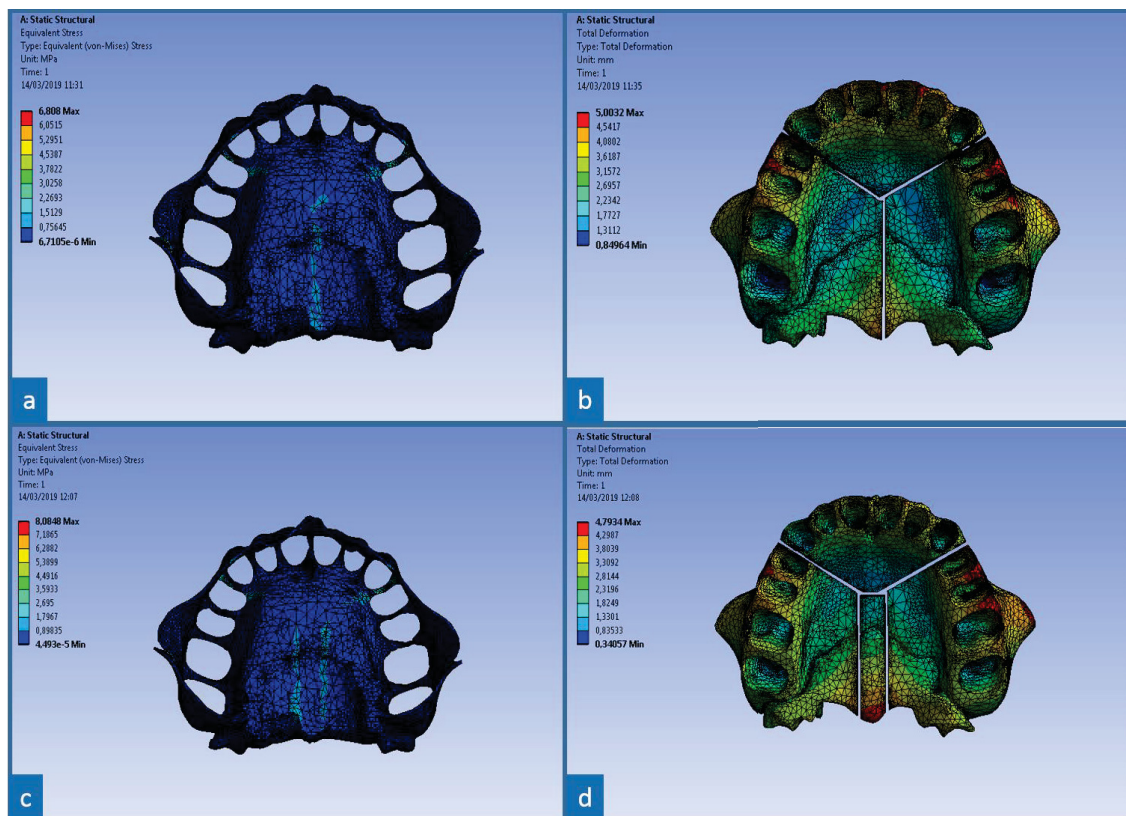 A: Static Structural
Equivalent Stress
Type: Equivalent (von-Mises) Stress
Unit: MPa
Time: 1
14/03/2019 11:31
6,808 Max
6,0515
5,2951
4,5387
3,7822
3,0258
2,2693
1,5129
0,75645
6,7105e-6 Min
a
A: Static Structural
Total Deformation
Type: Total Deformation
Unit: mm
Time: 1
14/03/2019 11:35
5,0032 Max
4,5417
4,0802
3,6187
3,1572
2,6957
2,2342
1,7727
1,3112
0,84964 Min
b
A: Static Structural
Equivalent Stress
Type: Equivalent (von-Mises) Stress
Unit: MPa
Time: 1
14/03/2019 12:07
8,0848 Max
7,1865
6,2882
5,3899
4,4916
3,5933
2,695
1,7967
0,89835
4,493e-5 Min
c
A: Static Structural
Total Deformation
Type: Total Deformation
Unit: mm
Time: 1
14/03/2019 12:08
4,7934 Max
4,2987
3,8039
3,3092
2,8144
2,3196
1,8249
1,3301
0,83533
0,34057 Min
d